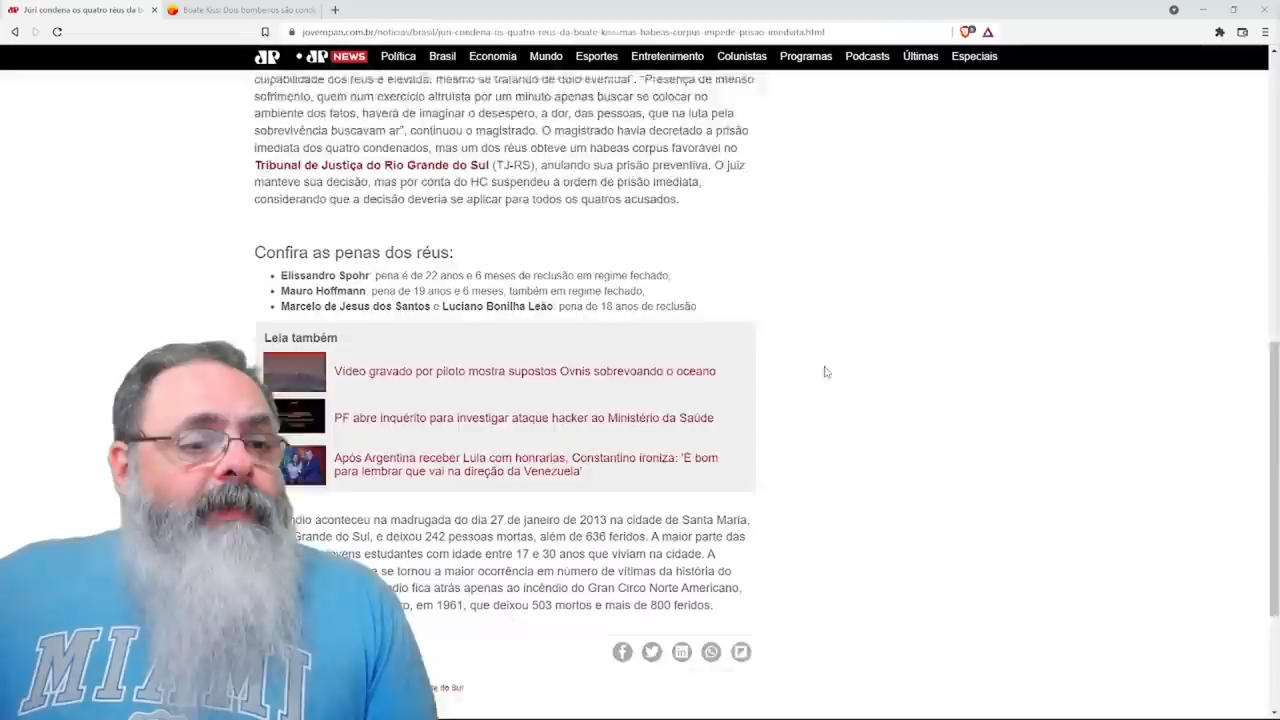 Júri condena os quatro réus da b
Boate Kiss: Dois bombeiros são cond
jovempan.com.br/noticias/brasil/juri-condena-os-quatro-reus-da-boate-kiss-mas-habeas-corpus-impede-prisao-imediata.html
JP JP NEWS Política Brasil Economia Mundo Esportes Entretenimento Colunistas Programas Podcasts Últimas Especiais
culpabilidade dos réus é elevada, mesmo se tratando de dolo eventual". "Presença de intenso
sofrimento, quem num exercício altruísta por um minuto apenas buscar se colocar no
ambiente dos fatos, haverá de imaginar o desespero, a dor, das pessoas, que na luta pela
sobrevivência buscavam ar", continuou o magistrado. O magistrado havia decretado a prisão
imediata dos quatro condenados, mas um dos réus obteve um habeas corpus favorável no
Tribunal de Justiça do Rio Grande do Sul (TJ-RS), anulando sua prisão preventiva. O juiz
manteve sua decisão, mas por conta do HC suspendeu a ordem de prisão imediata,
considerando que a decisão deveria se aplicar para todos os quatro acusados.
Confira as penas dos réus:
Elissandro Spohr: pena é de 22 anos e 6 meses de reclusão em regime fechado;
Mauro Hoffmann: pena de 19 anos e 6 meses, também em regime fechado;
Marcelo de Jesus dos Santos e Luciano Bonilha Leão: pena de 18 anos de reclusão
Leia também
Vídeo gravado por piloto mostra supostos Ovnis sobrevoando o oceano
PF abre inquérito para investigar ataque hacker ao Ministério da Saúde
Após Argentina receber Lula com honrarias, Constantino ironiza: 'É bom
para lembrar que vai na direção da Venezuela'
ndio aconteceu na madrugada do dia 27 de janeiro de 2013 na cidade de Santa Maria,
Grande do Sul, e deixou 242 pessoas mortas, além de 636 feridos. A maior parte das
vens estudantes com idade entre 17 e 30 anos que viviam na cidade. A
e se tornou a maior ocorrência em número de vítimas da história do
dio fica atrás apenas ao incêndio do Gran Circo Norte Americano,
o, em 1961, que deixou 503 mortos e mais de 800 feridos.
de do Sul
MIAMI